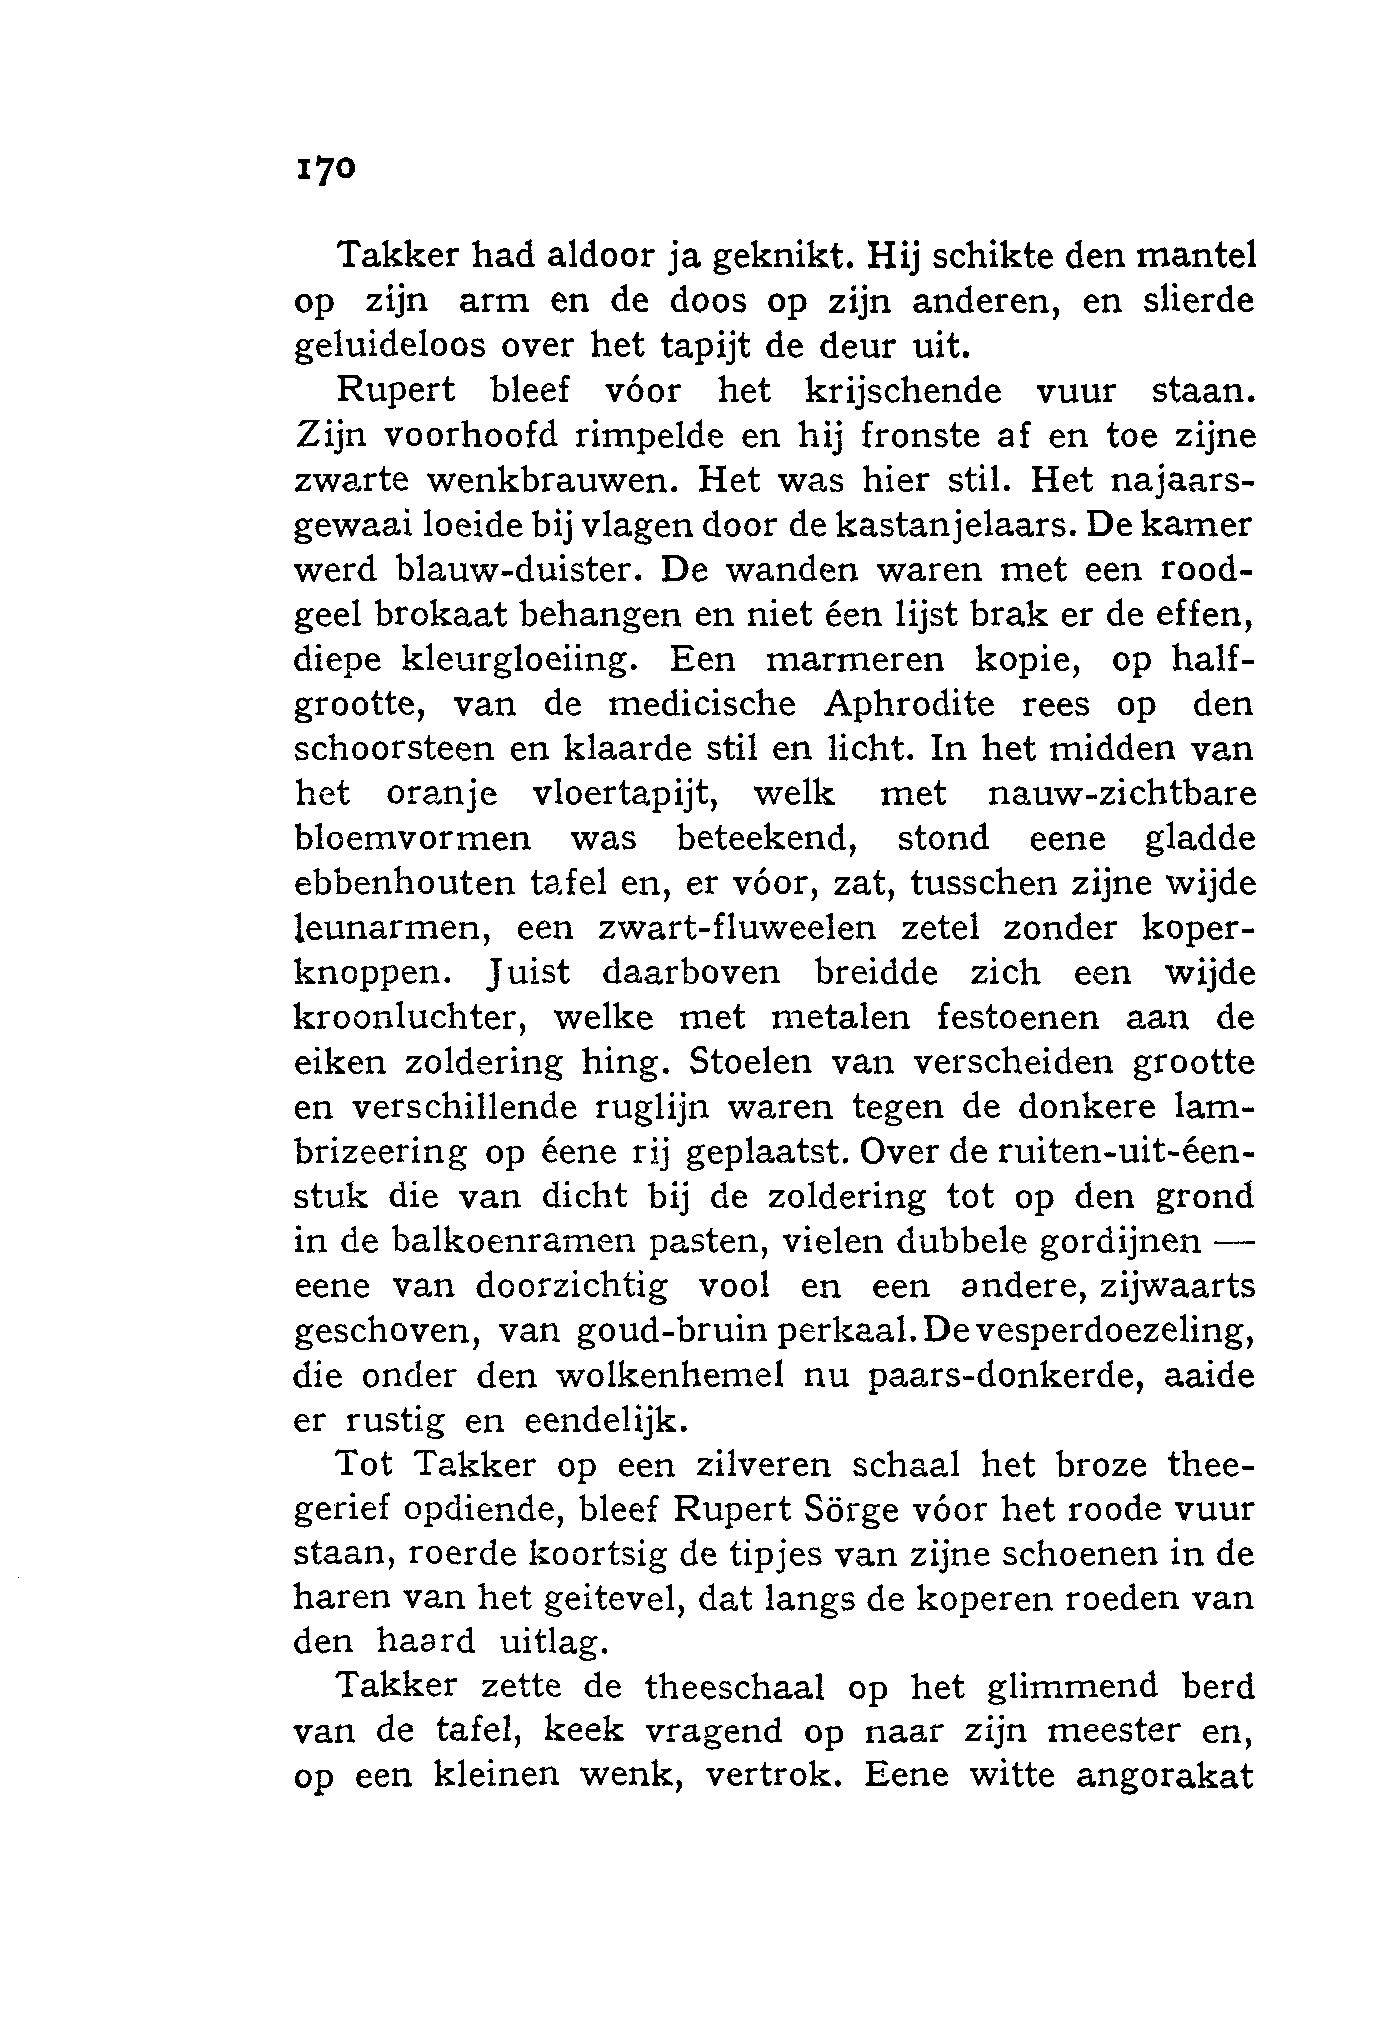 170
Takker had aldoor ja geknikt. Hij schikte den mantel
op zijn arm en de doos op zijn anderen, en slierde
geluideloos over het tapijt de deur uit.
Rupert bleef vóor het krijschende vuur staan.
Zijn voorhoofd rimpelde en hij fronste af en toe zijne
zwarte wenkbrauwen. Het was hier stil. Het najaars-
gewaai loeide bij vlagen door de kastanjelaars. De kamer
werd blauw-duister. De wanden waren met een rood-
geel brokaat behangen en niet éen lijst brak er de effen,
diepe kleurgloeiing. Een marmeren kopie, op half-
grootte, van de medicische Aphrodite rees op den
schoorsteen en klaarde stil en licht. In het midden van
het oranje vloertapijt, welk met nauw-zichtbare
bloemvormen was beteekend, stond eene gladde
ebbenhouten tafel en, er vóor, zat, tusschen zijne wijde
leunarmen, een zwart-fluweelen zetel zonder koper-
knoppen. Juist daarboven breidde zich een wijde
kroonluchter, welke met metalen festoenen aan de
eiken zoldering hing. Stoelen van verscheiden grootte
en verschillende ruglijn waren tegen de donkere lam-
brizeering op éene rij geplaatst. Over de ruiten-uit-éen-
stuk die van dicht bij de zoldering tot op den grond
in de balkoenramen pasten, vielen dubbele gordijnen —
eene van doorzichtig vool en een andere, zijwaarts
geschoven, van goud-bruin perkaal. De vesperdoezeling,
die onder den wolkenhemel nu paars-donkerde, aaide
er rustig en eendelijk.
Tot Takker op een zilveren schaal het broze thee-
gerief opdiende, bleef Rupert Sörge vóor het roode vuur
staan, roerde koortsig de tipjes van zijne schoenen in de
haren van het geitevel, dat langs de koperen roeden van
den haard uitlag.
Takker zette de theeschaal op het glimmend berd
van de tafel, keek vragend op naar zijn meester en,
op een kleinen wenk, vertrok. Eene witte angorakat